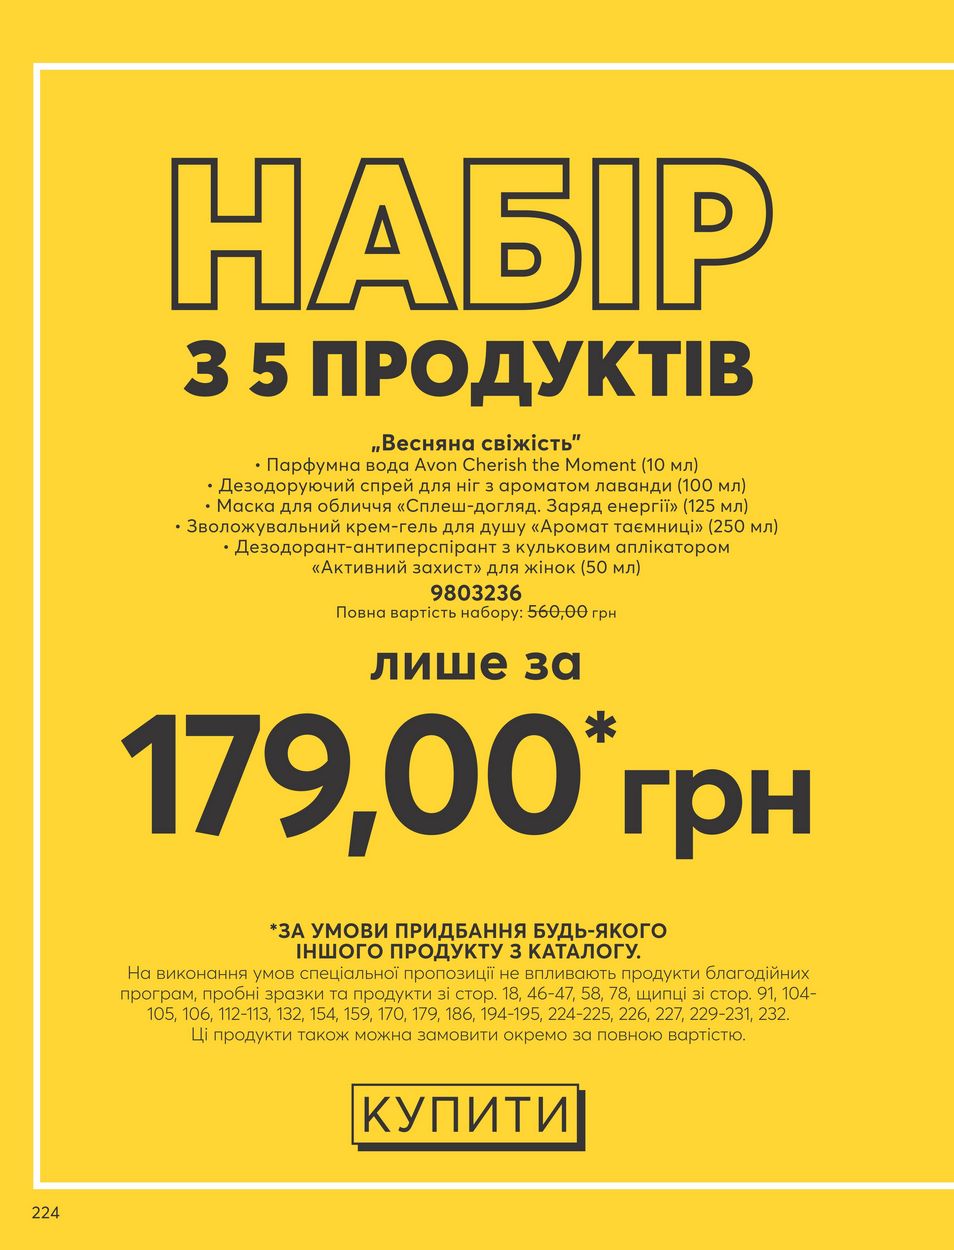 НАБІР
З 5 ПРОДУКТІВ
„Весняна свіжість"
• Парфумна вода Avon Cherish the Moment (10 мл)
• Дезодоруючий спрей для ніг з ароматом лаванди (100 мл)
• Маска для обличчя «Сплеш-догляд. Заряд енергії» (125 мл)
• Зволожувальний крем-гель для душу «Аромат таємниці» (250 мл)
• Дезодорант-антиперспірант з кульковим аплікатором
«Активний захист» для жінок (50 мл)
9803236
Повна вартість набору: 560,00 грн
лише за
179,00* грн
*ЗА УМОВИ ПРИДБАННЯ БУДЬ-ЯКОГО
ІНШОГО ПРОДУКТУ З КАТАЛОГУ.
На виконання умов спеціальної пропозиції не впливають продукти благодійних
програм, пробні зразки та продукти зі стор. 18, 46-47, 58, 78, щипці зі стор. 91, 104-
105, 106, 112-113, 132, 154, 159, 170, 179, 186, 194-195, 224-225, 226, 227, 229-231, 232.
Ці продукти також можна замовити окремо за повною вартістю.
КУПИТИ
224